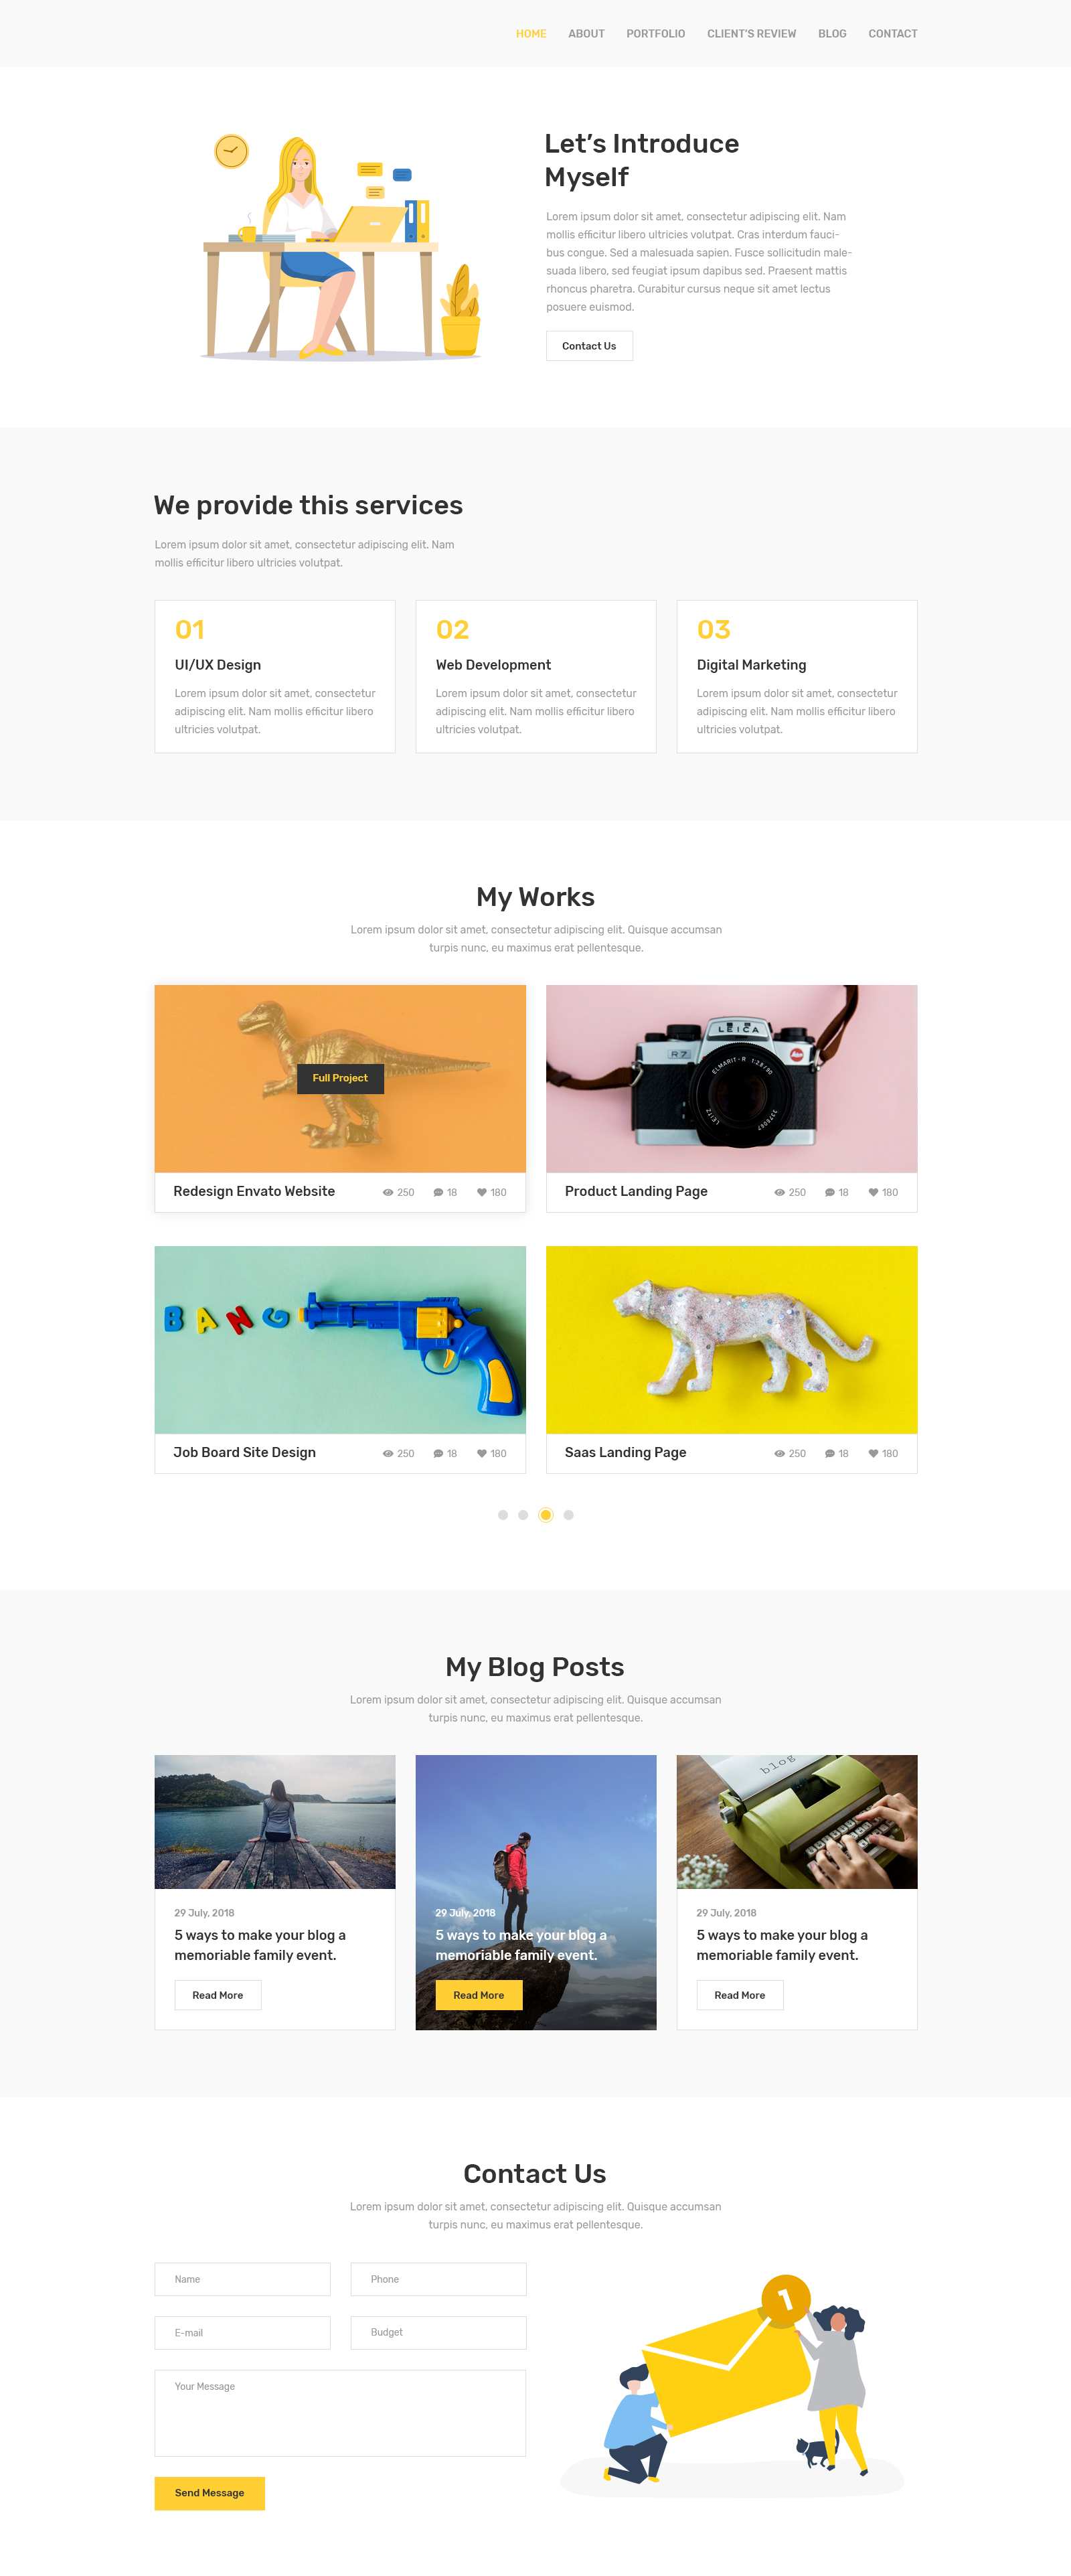 HOME ABOUT PORTFOLIO CLIENT'S REVIEW BLOG CONTACT
Let's Introduce
Myself
Lorem ipsum dolor sit amet, consectetur adipiscing elit. Nam
mollis efficitur libero ultricies volutpat. Cras interdum fauci-
bus congue. Sed a malesuada sapien. Fusce sollicitudin male-
suada libero, sed feugiat ipsum dapibus sed. Praesent mattis
rhoncus pharetra. Curabitur cursus neque sit amet lectus
posuere euismod.
Contact Us
We provide this services
Lorem ipsum dolor sit amet, consectetur adipiscing elit. Nam
mollis efficitur libero ultricies volutpat.
01
UI/UX Design
Lorem ipsum dolor sit amet, consectetur
adipiscing elit. Nam mollis efficitur libero
ultricies volutpat.
02
Web Development
Lorem ipsum dolor sit amet, consectetur
adipiscing elit. Nam mollis efficitur libero
ultricies volutpat.
03
Digital Marketing
Lorem ipsum dolor sit amet, consectetur
adipiscing elit. Nam mollis efficitur libero
ultricies volutpat.
My Works
Lorem ipsum dolor sit amet, consectetur adipiscing elit. Quisque accumsan
turpis nunc, eu maximus erat pellentesque.
Full Project
Redesign Envato Website 250 18 180
LEICA
R7
Leica
ELMARIT-R 1:2.8/90
LEITZ
Product Landing Page 250 18 180
BANG
Job Board Site Design 250 18 180
Saas Landing Page 250 18 180
My Blog Posts
Lorem ipsum dolor sit amet, consectetur adipiscing elit. Quisque accumsan
turpis nunc, eu maximus erat pellentesque.
29 July, 2018
5 ways to make your blog a
memoriable family event.
Read More
29 July, 2018
5 ways to make your blog a
memoriable family event.
Read More
blog
29 July, 2018
5 ways to make your blog a
memoriable family event.
Read More
Contact Us
Lorem ipsum dolor sit amet, consectetur adipiscing elit. Quisque accumsan
turpis nunc, eu maximus erat pellentesque.
Name
Phone
E-mail
Budget
Your Message
Send Message
1